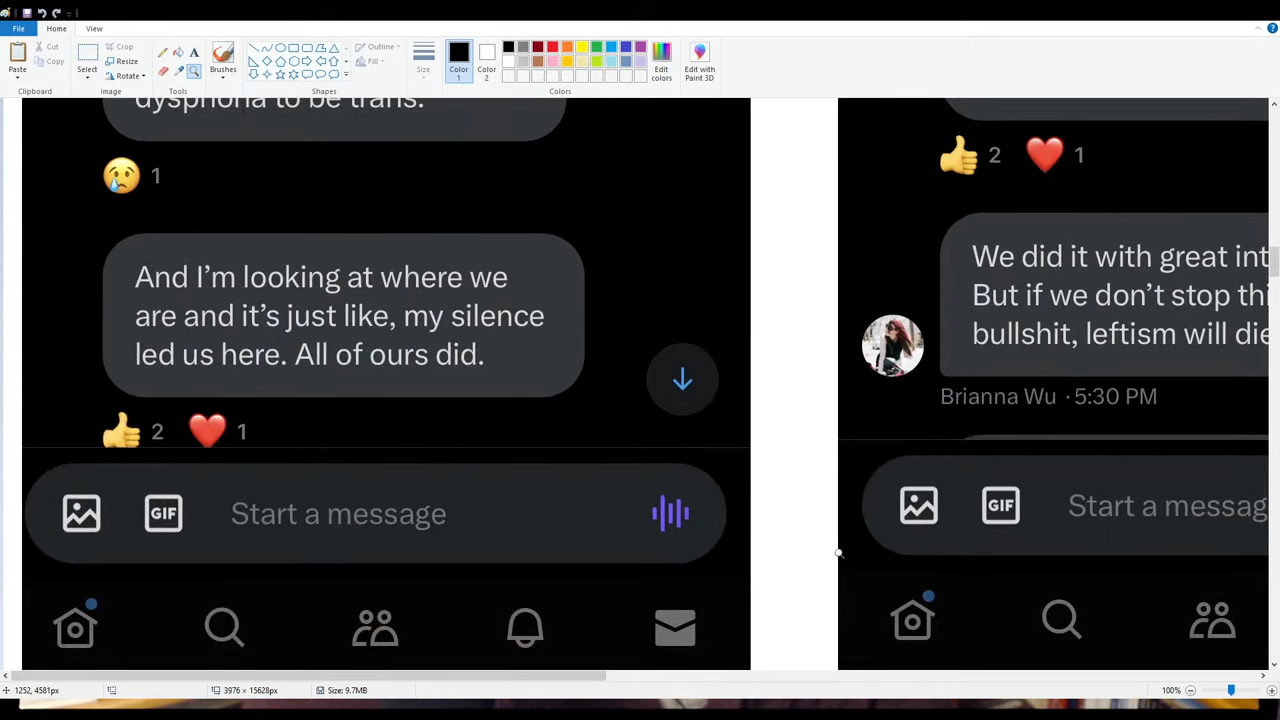 File
Home
View
Paste
Cut
Copy
Clipboard
Select
Crop
Resize
Rotate
Image
Tools
Brushes
Shapes
Outline
Fill
Size
Color 1
Color 2
Edit colors
Edit with Paint 3D
Colors
dysphoria to be trans.
1
And I'm looking at where we
are and it's just like, my silence
led us here. All of ours did.
2 1
GIF Start a message
2 1
We did it with great int
But if we don't stop thi
bullshit, leftism will die
Brianna Wu · 5:30 PM
GIF Start a messag
1252, 4581px
3976 × 15628px
Size: 9.7MB
100%